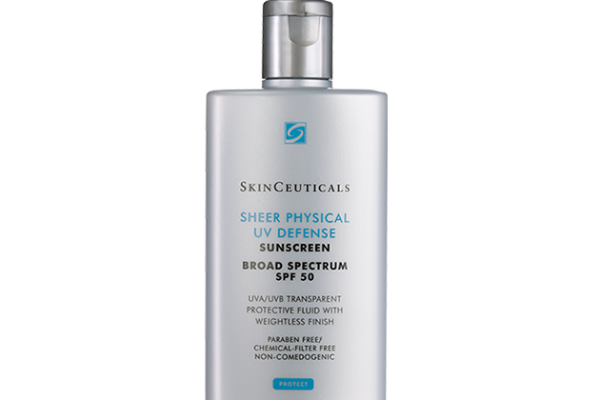 SKINCEUTICALS
SHEER PHYSICAL
UV DEFENSE
SUNSCREEN
BROAD SPECTRUM
SPF 50
UVA/UVB TRANSPARENT
PROTECTIVE FLUID WITH
WEIGHTLESS FINISH
PARABEN FREE/
CHEMICAL-FILTER FREE
NON-COMEDOGENIC
PROTECT